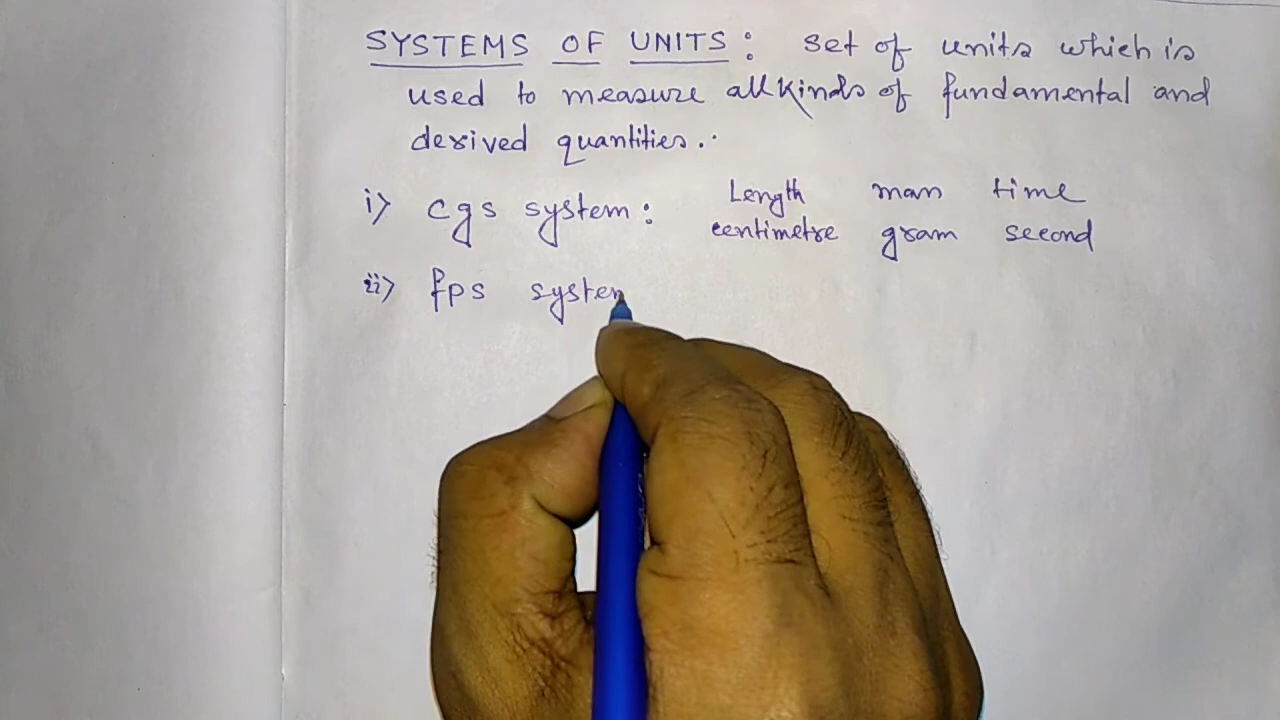 SYSTEMS OF UNITS: set of units which is
used to measure all kinds of fundamental and
derived quantities.
i) cgs system: Length mass time
centimetre gram second
ii) fps system